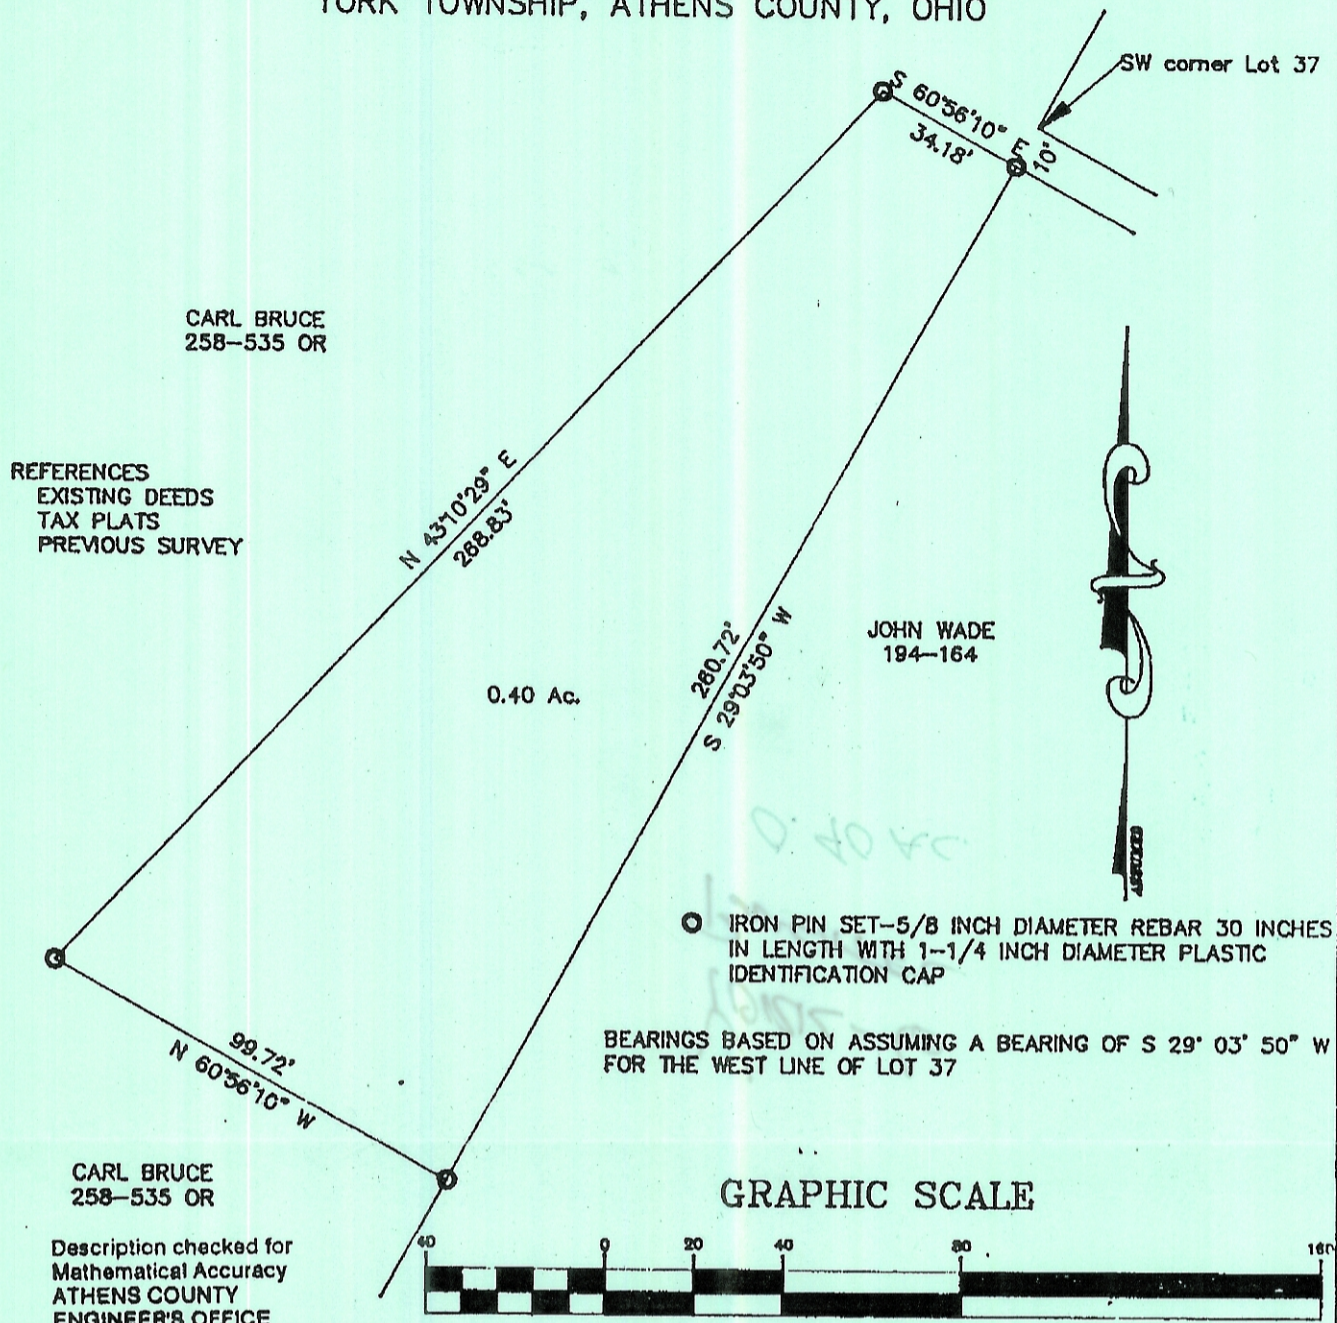 YORK TOWNSHIP, ATHENS COUNTY, OHIO
SW corner Lot 37
S 60°56'10" E
34.18'
10'
CARL BRUCE
258-535 OR
REFERENCES
EXISTING DEEDS
TAX PLATS
PREVIOUS SURVEY
N 43°10'29" E
268.83'
260.72'
S 29°03'50" W
JOHN WADE
194-164
0.40 Ac.
0.40 AC
IRON PIN SET-5/8 INCH DIAMETER REBAR 30 INCHES
IN LENGTH WITH 1-1/4 INCH DIAMETER PLASTIC
IDENTIFICATION CAP
BEARINGS BASED ON ASSUMING A BEARING OF S 29° 03' 50" W
FOR THE WEST LINE OF LOT 37
99.72'
N 60°56'10" W
CARL BRUCE
258-535 OR
GRAPHIC SCALE
40 0 20 40 80 160
Description checked for
Mathematical Accuracy
ATHENS COUNTY
ENGINEER'S OFFICE